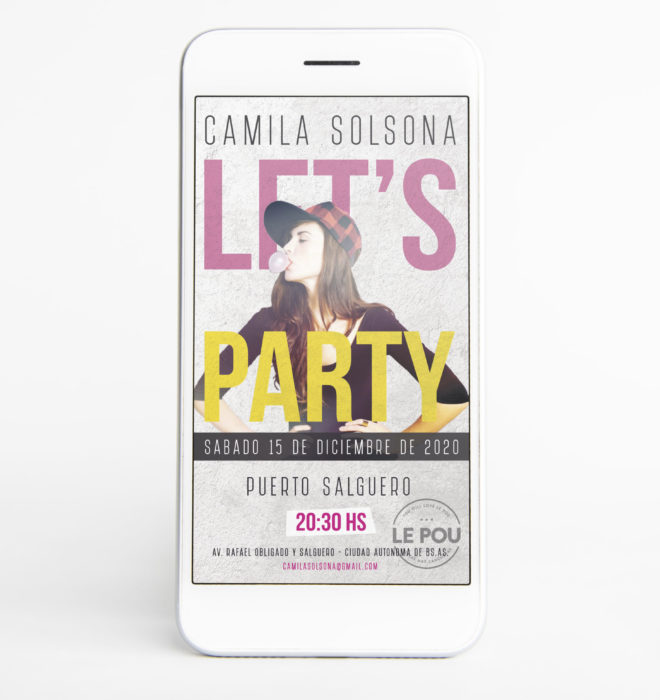 CAMILA SOLSONA
LET'S
PARTY
SABADO 15 DE DICIEMBRE DE 2020
PUERTO SALGUERO
20:30 HS
LE POU
AV. RAFAEL OBLIGADO Y SALGUERO - CIUDAD AUTONOMA DE BS.AS.
CAMILASOLSONA@GMAIL.COM